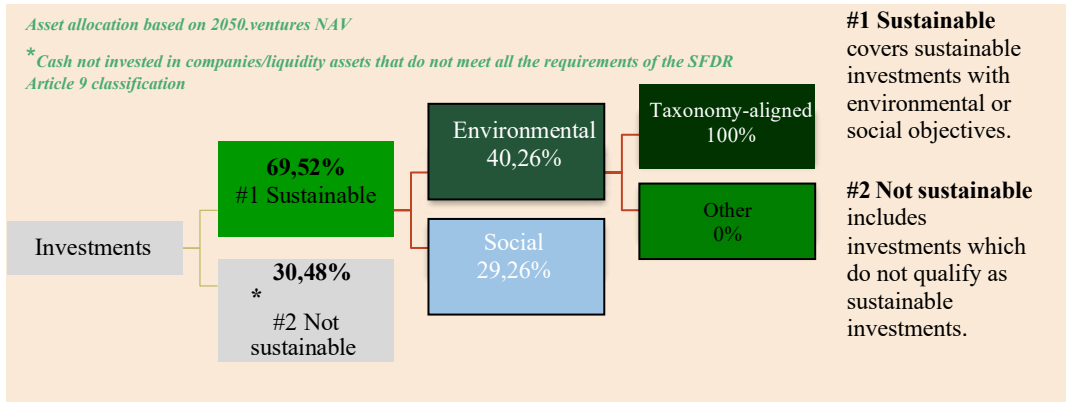 Asset allocation based on 2050.ventures NAV
*Cash not invested in companies/liquidity assets that do not meet all the requirements of the SFDR
Article 9 classification
Investments
69,52%
#1 Sustainable
30,48%
*
#2 Not
sustainable
Environmental
40,26%
Social
29,26%
Taxonomy-aligned
100%
Other
0%
#1 Sustainable
covers sustainable
investments with
environmental or
social objectives.
#2 Not sustainable
includes
investments which
do not qualify as
sustainable
investments.